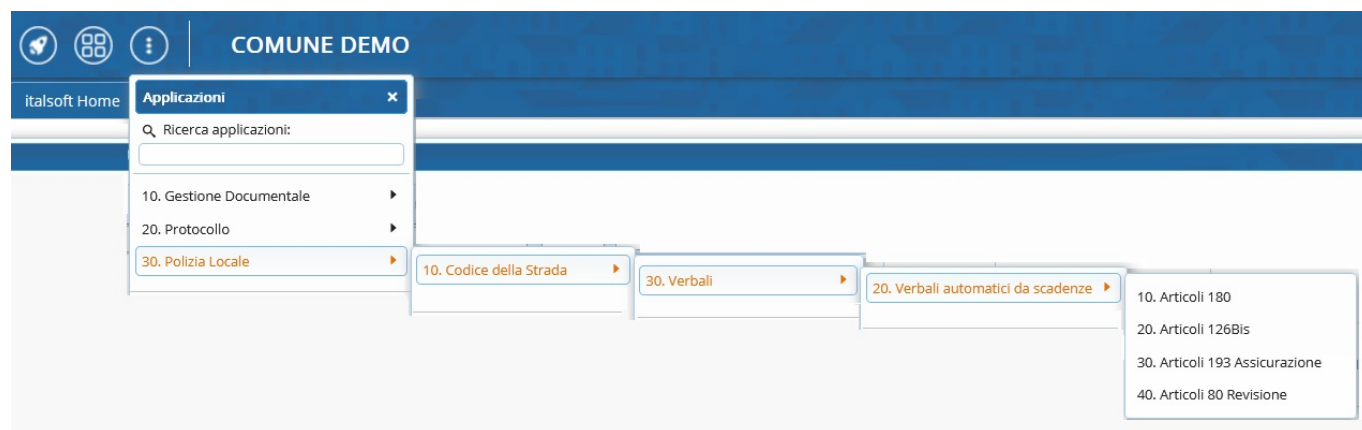 COMUNE DEMO
italsoft Home
Applicazioni ×
Ricerca applicazioni:
10. Gestione Documentale
20. Protocollo
30. Polizia Locale
10. Codice della Strada
30. Verbali
20. Verbali automatici da scadenze
10. Articoli 180
20. Articoli 126Bis
30. Articoli 193 Assicurazione
40. Articoli 80 Revisione